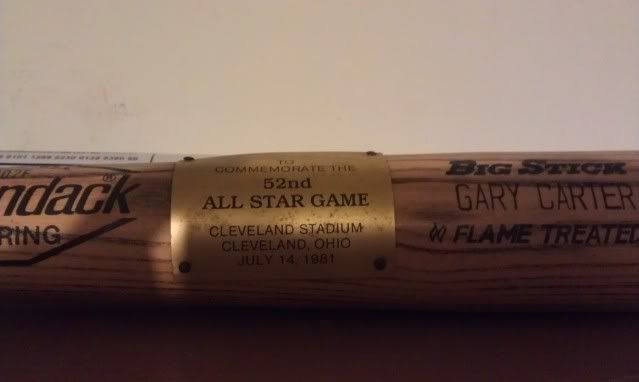 ndack®
RING
TO
COMMEMORATE THE
52nd
ALL STAR GAME
CLEVELAND STADIUM
CLEVELAND, OHIO
JULY 14, 1981
BIG STICK
GARY CARTER
FLAME TREATED